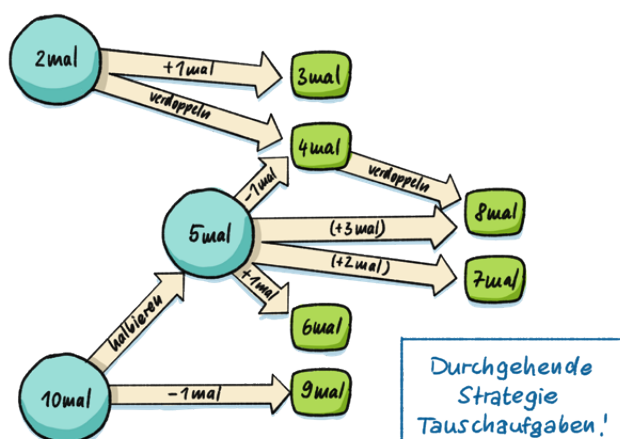 2mal
+1mal
3mal
verdoppeln
4mal
-1mal
verdoppeln
8mal
5mal
(+3mal)
(+2mal)
7mal
+1mal
6mal
halbieren
10mal
-1mal
9mal
Durchgehende
Strategie
Tauschaufgaben!